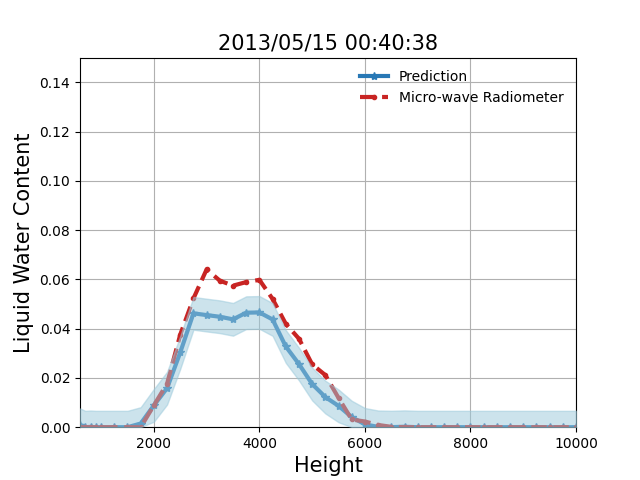 2013/05/15 00:40:38
Prediction
Micro-wave Radiometer
Liquid Water Content
0.14
0.12
0.10
0.08
0.06
0.04
0.02
0.00
2000 4000 6000 8000 10000
Height